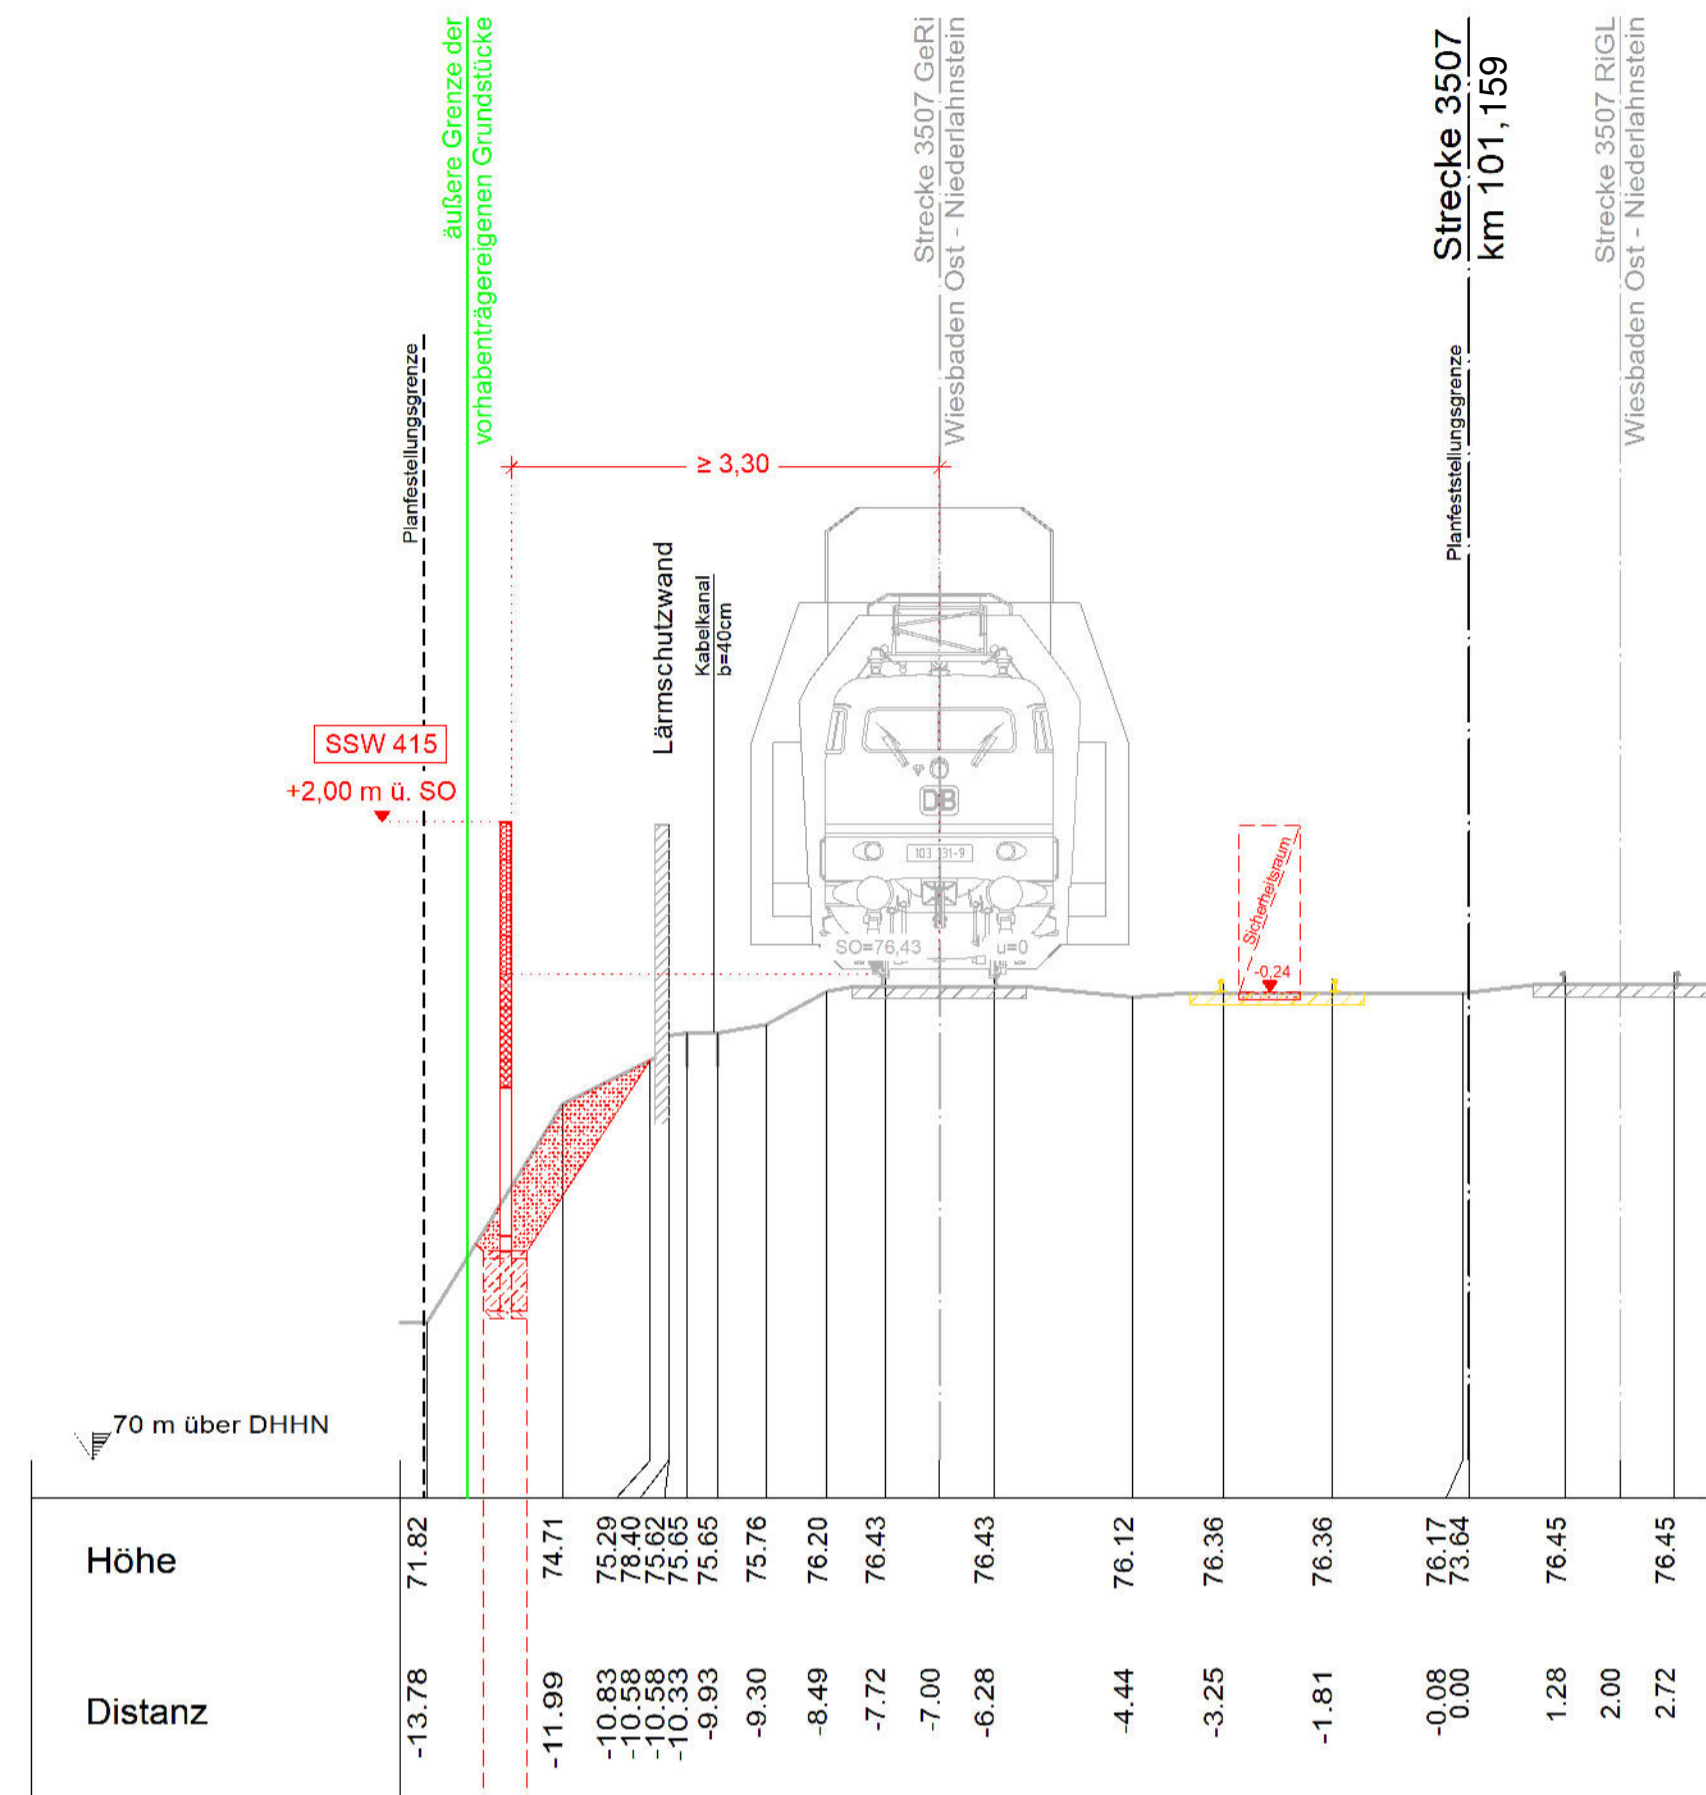 äußere Grenze der
vorhabenträgereigenen Grundstücke
Strecke 3507 GeRi
Wiesbaden Ost - Niederlahnstein
Strecke 3507
km 101,159
Strecke 3507 RiGL
Wiesbaden Ost - Niederlahnstein
Planfestellungsgrenze
Planfeststellungsgrenze
≥ 3,30
Lärmschutzwand
Kabelkanal
b=40cm
SSW 415
+2,00 m ü. SO
DB
Sicherheitsraum
SO=76,43
u=0
-0,24
70 m über DHHN
Höhe
71.82 74.71 75.29 78.40 75.62 75.65 75.65 75.76 76.20 76.43 76.43 76.12 76.36 76.36 76.17 73.64 76.45 76.45
Distanz
-13.78 -11.99 -10.83 -10.58 -10.58 -10.33 -9.93 -9.30 -8.49 -7.72 -7.00 -6.28 -4.44 -3.25 -1.81 -0.08 0.00 1.28 2.00 2.72